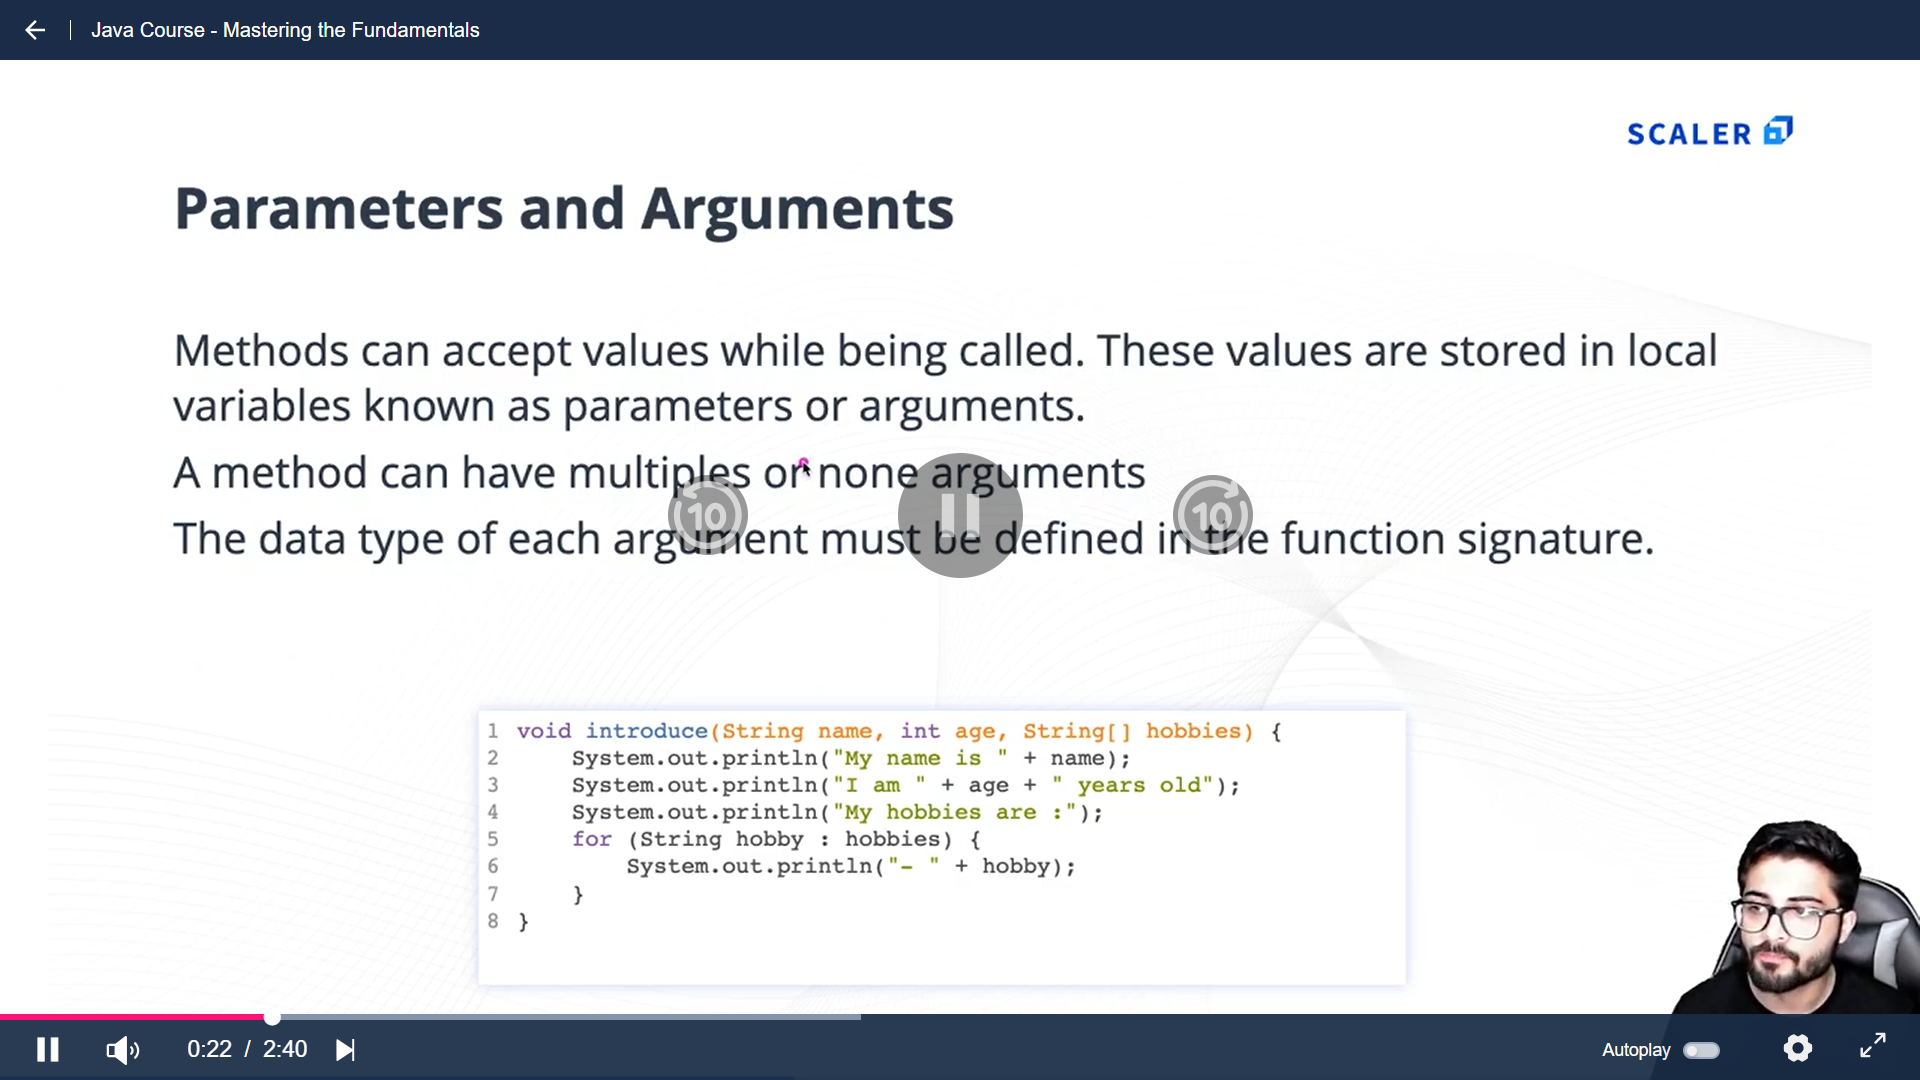 Java Course - Mastering the Fundamentals
SCALER
Parameters and Arguments
Methods can accept values while being called. These values are stored in local
variables known as parameters or arguments.
A method can have multiples or none arguments
The data type of each argument must be defined in the function signature.
10
10
1 void introduce(String name, int age, String[] hobbies) {
2 System.out.println("My name is " + name);
3 System.out.println("I am " + age + " years old");
4 System.out.println("My hobbies are :");
5 for (String hobby : hobbies) {
6 System.out.println("- " + hobby);
7 }
8 }
0:22 / 2:40
Autoplay